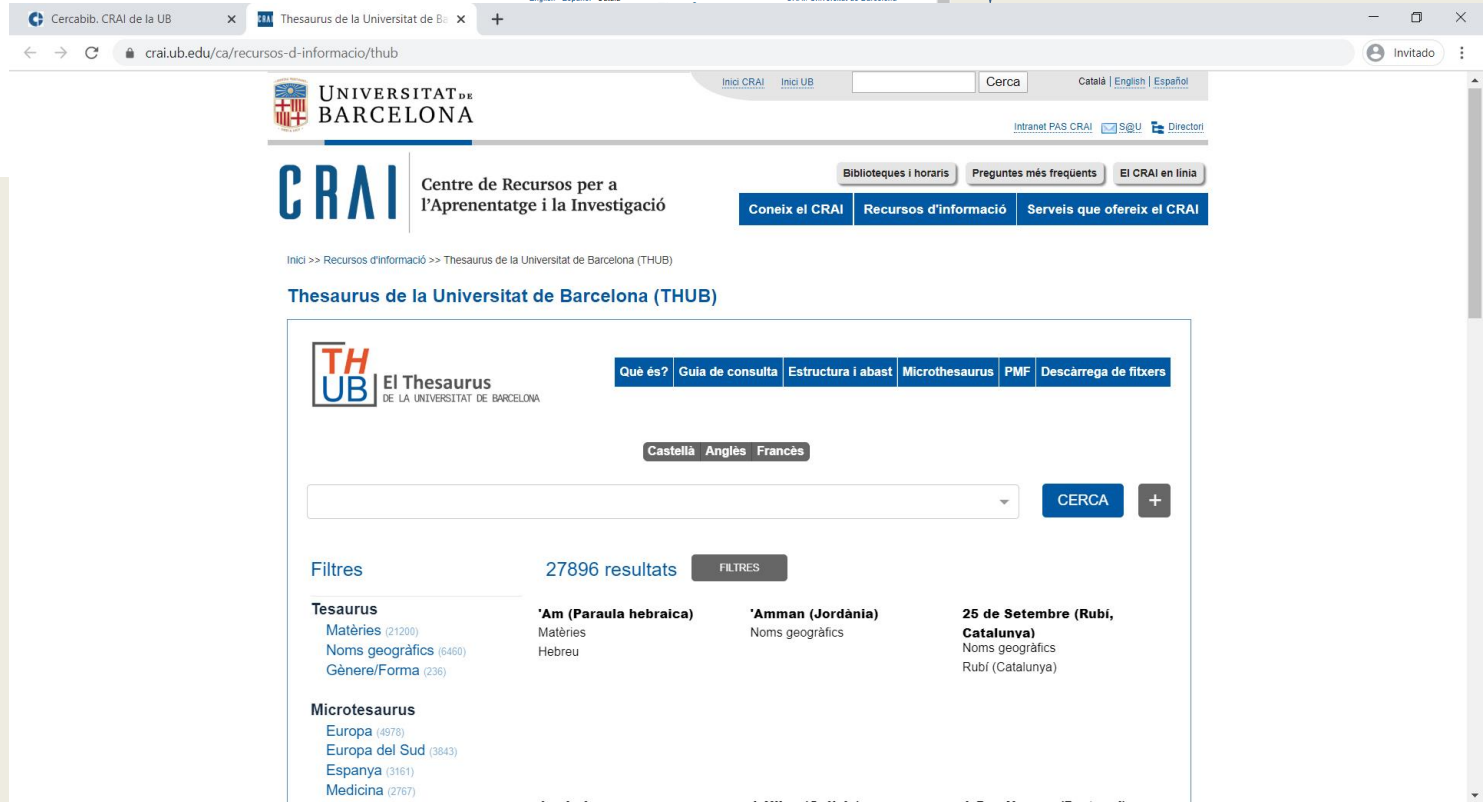 Cercabib. CRAI de la UB
Thesaurus de la Universitat de Ba
crai.ub.edu/ca/recursos-d-informacio/thub
Invitado
UNIVERSITAT DE
BARCELONA
Inici CRAI Inici UB Cerca Català | English | Español
Intranet PAS CRAI S@U Directori
CRAI
Centre de Recursos per a
l'Aprenentatge i la Investigació
Biblioteques i horaris Preguntes més freqüents El CRAI en línia
Coneix el CRAI Recursos d'informació Serveis que ofereix el CRAI
Inici >> Recursos d'informació >> Thesaurus de la Universitat de Barcelona (THUB)
Thesaurus de la Universitat de Barcelona (THUB)
TH
UB
El Thesaurus
DE LA UNIVERSITAT DE BARCELONA
Què és? Guia de consulta Estructura i abast Microthesaurus PMF Descàrrega de fitxers
Castellà Anglès Francès
CERCA +
Filtres
27896 resultats FILTRES
Tesaurus
Matèries (21200)
Noms geogràfics (6460)
Gènere/Forma (236)
Microtesaurus
Europa (4978)
Europa del Sud (3843)
Espanya (3161)
Medicina (2767)
'Am (Paraula hebraica)
Matèries
Hebreu
'Amman (Jordània)
Noms geogràfics
25 de Setembre (Rubí,
Catalunya)
Noms geogràfics
Rubí (Catalunya)